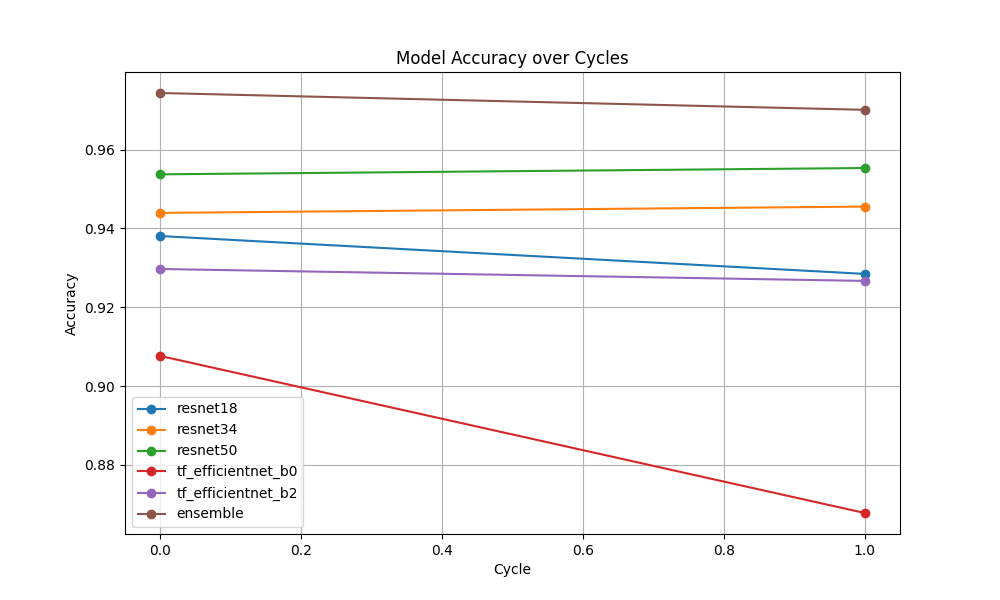 Model Accuracy over Cycles
Accuracy
0.96
0.94
0.92
0.90
0.88
resnet18
resnet34
resnet50
tf_efficientnet_b0
tf_efficientnet_b2
ensemble
0.0 0.2 0.4 0.6 0.8 1.0
Cycle